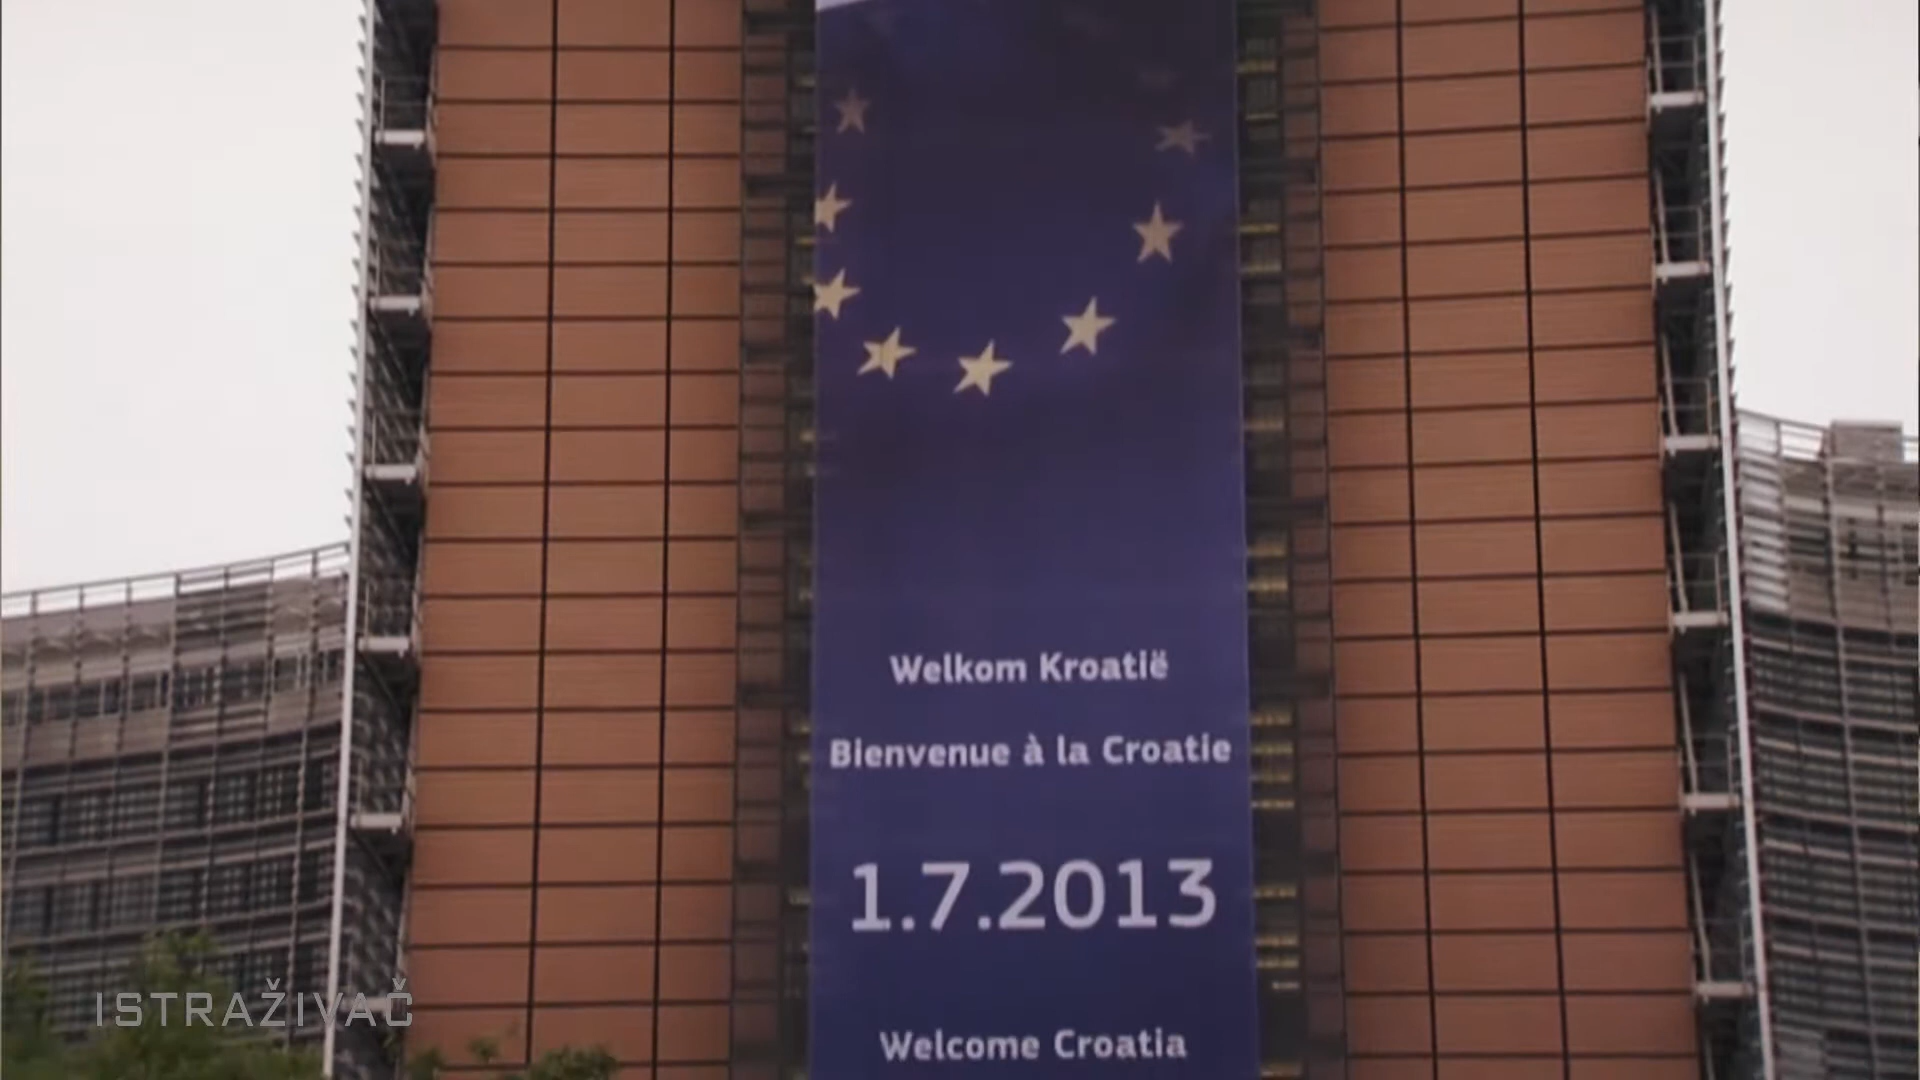 Welkom Kroatië
Bienvenue à la Croatie
1.7.2013
Welcome Croatia
ISTRAŽIVAČ